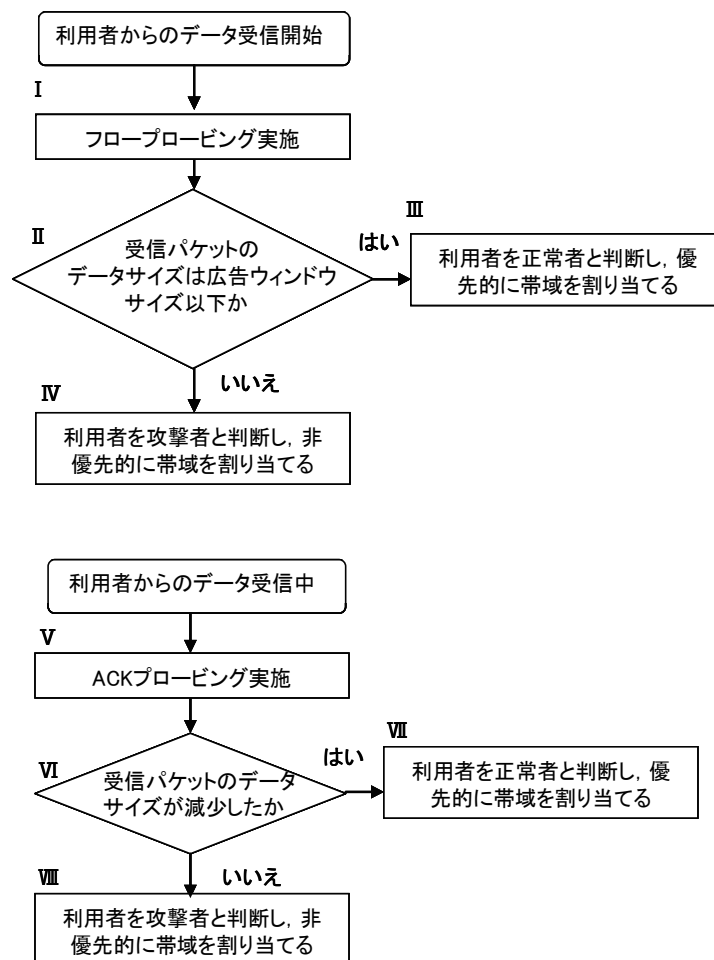 利用者からのデータ受信開始
Ⅰ
フロープロービング実施
Ⅱ
受信パケットの
データサイズは広告ウィンドウ
サイズ以下か
はい
Ⅲ
利用者を正常者と判断し，優
先的に帯域を割り当てる
いいえ
Ⅳ
利用者を攻撃者と判断し，非
優先的に帯域を割り当てる
利用者からのデータ受信中
Ⅴ
ACKプロービング実施
Ⅵ
受信パケットのデータ
サイズが減少したか
はい
Ⅶ
利用者を正常者と判断し，優
先的に帯域を割り当てる
いいえ
Ⅷ
利用者を攻撃者と判断し，非
優先的に帯域を割り当てる